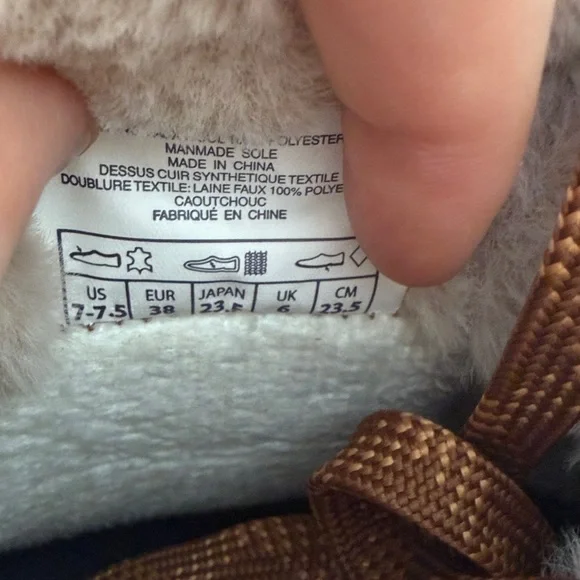 POLYESTER
MANMADE SOLE
MADE IN CHINA
DESSUS CUIR SYNTHETIQUE TEXTILE
DOUBLURE TEXTILE: LAINE FAUX 100% POLYE
CAOUTCHOUC
FABRIQUÉ EN CHINE
US EUR JAPAN UK CM
7-7.5 38 23.5 6 23.5